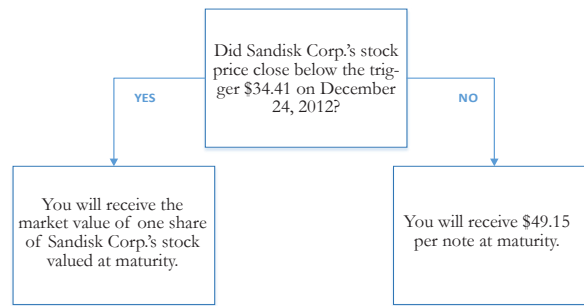 Did Sandisk Corp.'s stock
price close below the trig-
ger $34.41 on December
24, 2012?
YES
NO
You will receive the
market value of one share
of Sandisk Corp.'s stock
valued at maturity.
You will receive $49.15
per note at maturity.